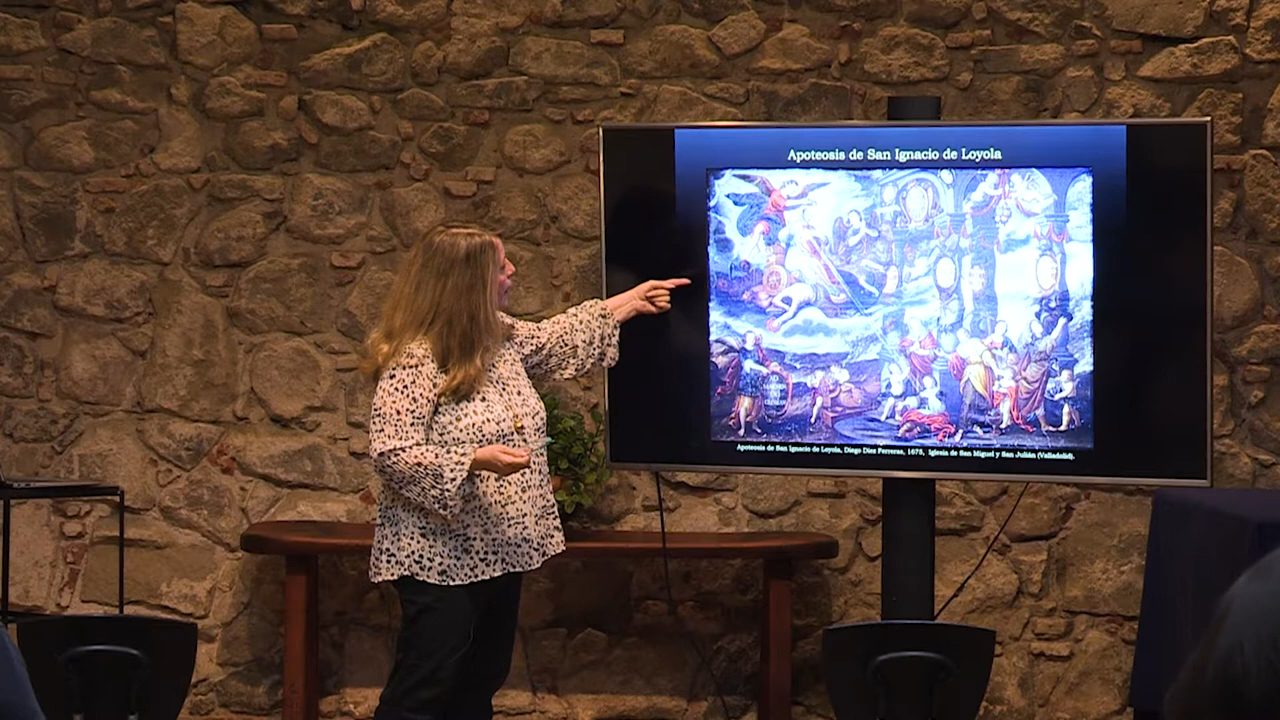 Apoteosis de San Ignacio de Loyola
AD
Apoteosis de San Ignacio de Loyola, Diego Díez Ferreras, 1675, Iglesia de San Miguel y San Julián (Valladolid).